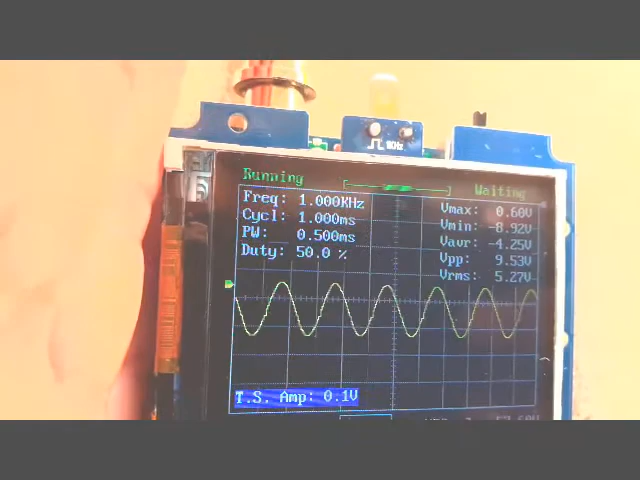 1KHz
Running
Waiting
Freq: 1.000KHz
Cycl: 1.000ms
PW: 0.500ms
Duty: 50.0 %
Vmax: 0.60V
Vmin: -8.92V
Vavr: -4.25V
Vpp: 9.53V
Vrms: 5.27V
T.S. Amp: 0.1V